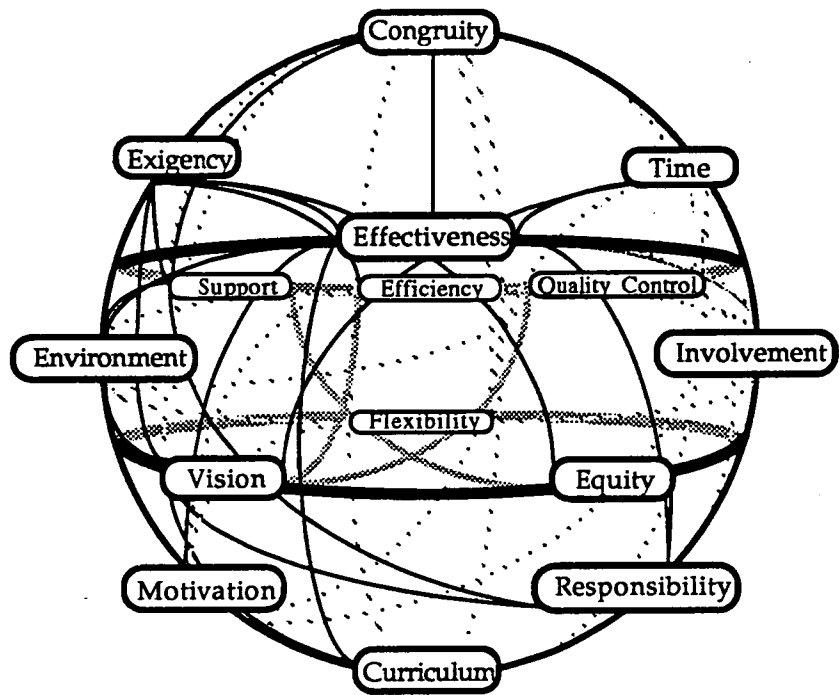 Congruity
Exigency
Time
Effectiveness
Support
Efficiency
Quality Control
Environment
Involvement
Flexibility
Vision
Equity
Motivation
Responsibility
Curriculum